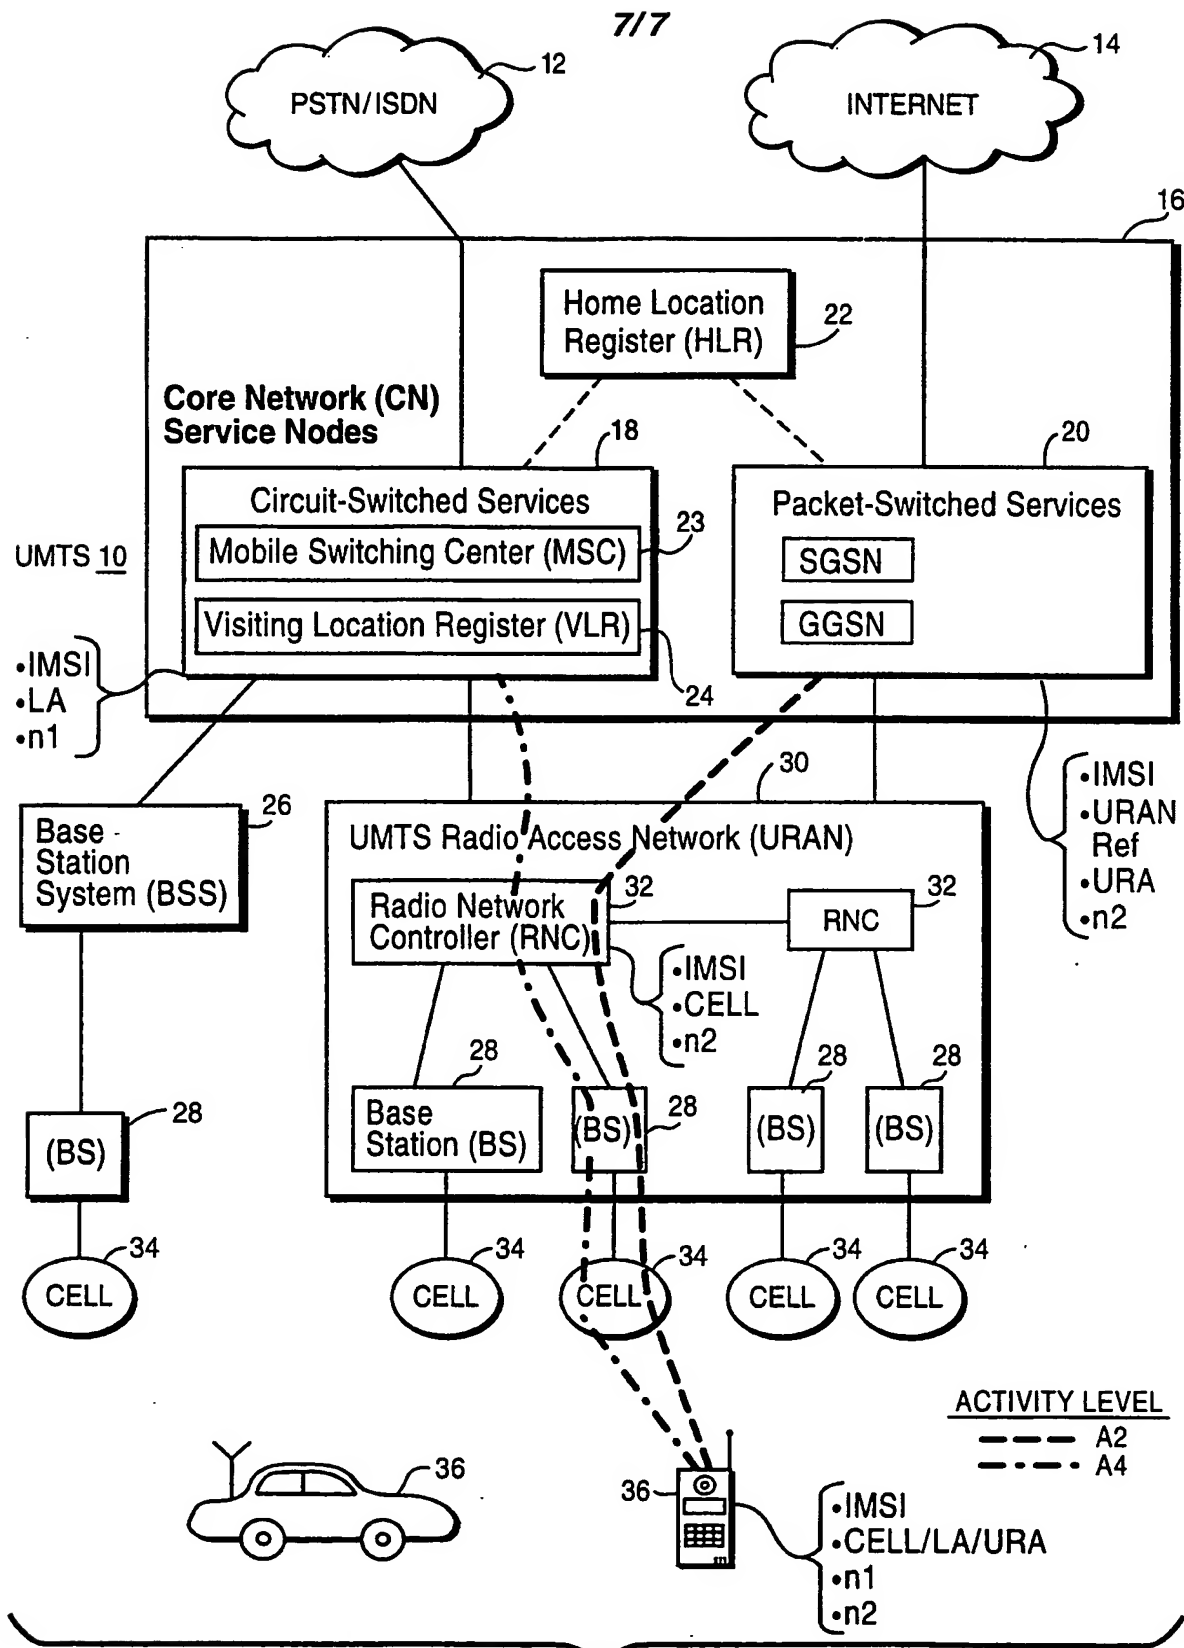 7/7
12
PSTN/ISDN
14
INTERNET
16
Home Location
Register (HLR)
22
Core Network (CN)
Service Nodes
18
Circuit-Switched Services
23
Mobile Switching Center (MSC)
Visiting Location Register (VLR)
24
20
Packet-Switched Services
SGSN
GGSN
UMTS 10
•IMSI
•LA
•n1
26
Base
Station
System (BSS)
30
UMTS Radio Access Network (URAN)
•IMSI
•URAN
Ref
•URA
•n2
32
Radio Network
Controller (RNC)
32
RNC
•IMSI
•CELL
•n2
28
(BS)
28
Base
Station (BS)
28
(BS)
28
(BS)
28
(BS)
34
CELL
34
CELL
34
CELL
34
CELL
34
CELL
ACTIVITY LEVEL
A2
A4
36
36
•IMSI
•CELL/LA/URA
•n1
•n2